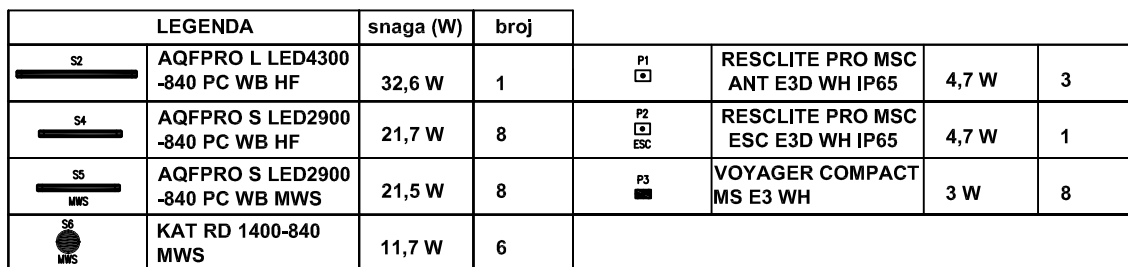 LEGENDA snaga (W) broj
S2 AQFPRO L LED4300
-840 PC WB HF 32,6 W 1
S4 AQFPRO S LED2900
-840 PC WB HF 21,7 W 8
S5 AQFPRO S LED2900
MWS -840 PC WB MWS 21,5 W 8
S6 KAT RD 1400-840
MWS MWS 11,7 W 6
P1 RESCLITE PRO MSC
ANT E3D WH IP65 4,7 W 3
P2 RESCLITE PRO MSC
ESC ESC E3D WH IP65 4,7 W 1
P3 VOYAGER COMPACT
MS E3 WH 3 W 8